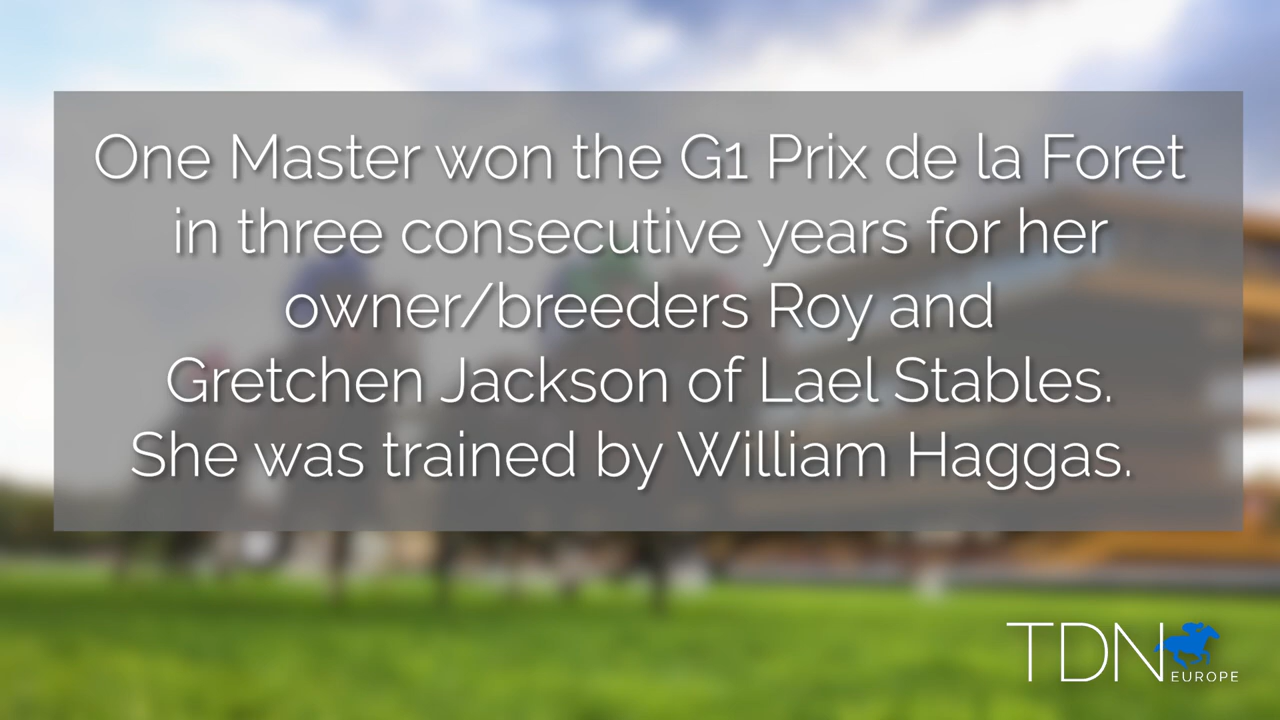 One Master won the G1 Prix de la Foret
in three consecutive years for her
owner/breeders Roy and
Gretchen Jackson of Lael Stables.
She was trained by William Haggas.
TDN
EUROPE